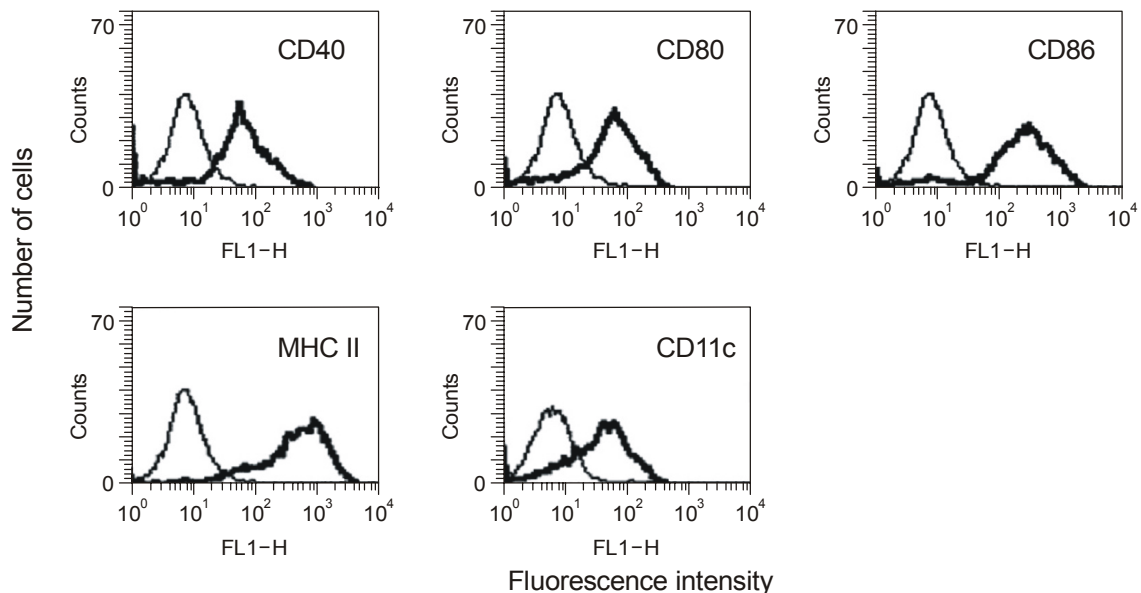 Number of cells
70
Counts
0
CD40
10^0 10^1 10^2 10^3 10^4
FL1-H
70
Counts
0
CD80
10^0 10^1 10^2 10^3 10^4
FL1-H
70
Counts
0
CD86
10^0 10^1 10^2 10^3 10^4
FL1-H
70
Counts
0
MHC II
10^0 10^1 10^2 10^3 10^4
FL1-H
70
Counts
0
CD11c
10^0 10^1 10^2 10^3 10^4
FL1-H
Fluorescence intensity